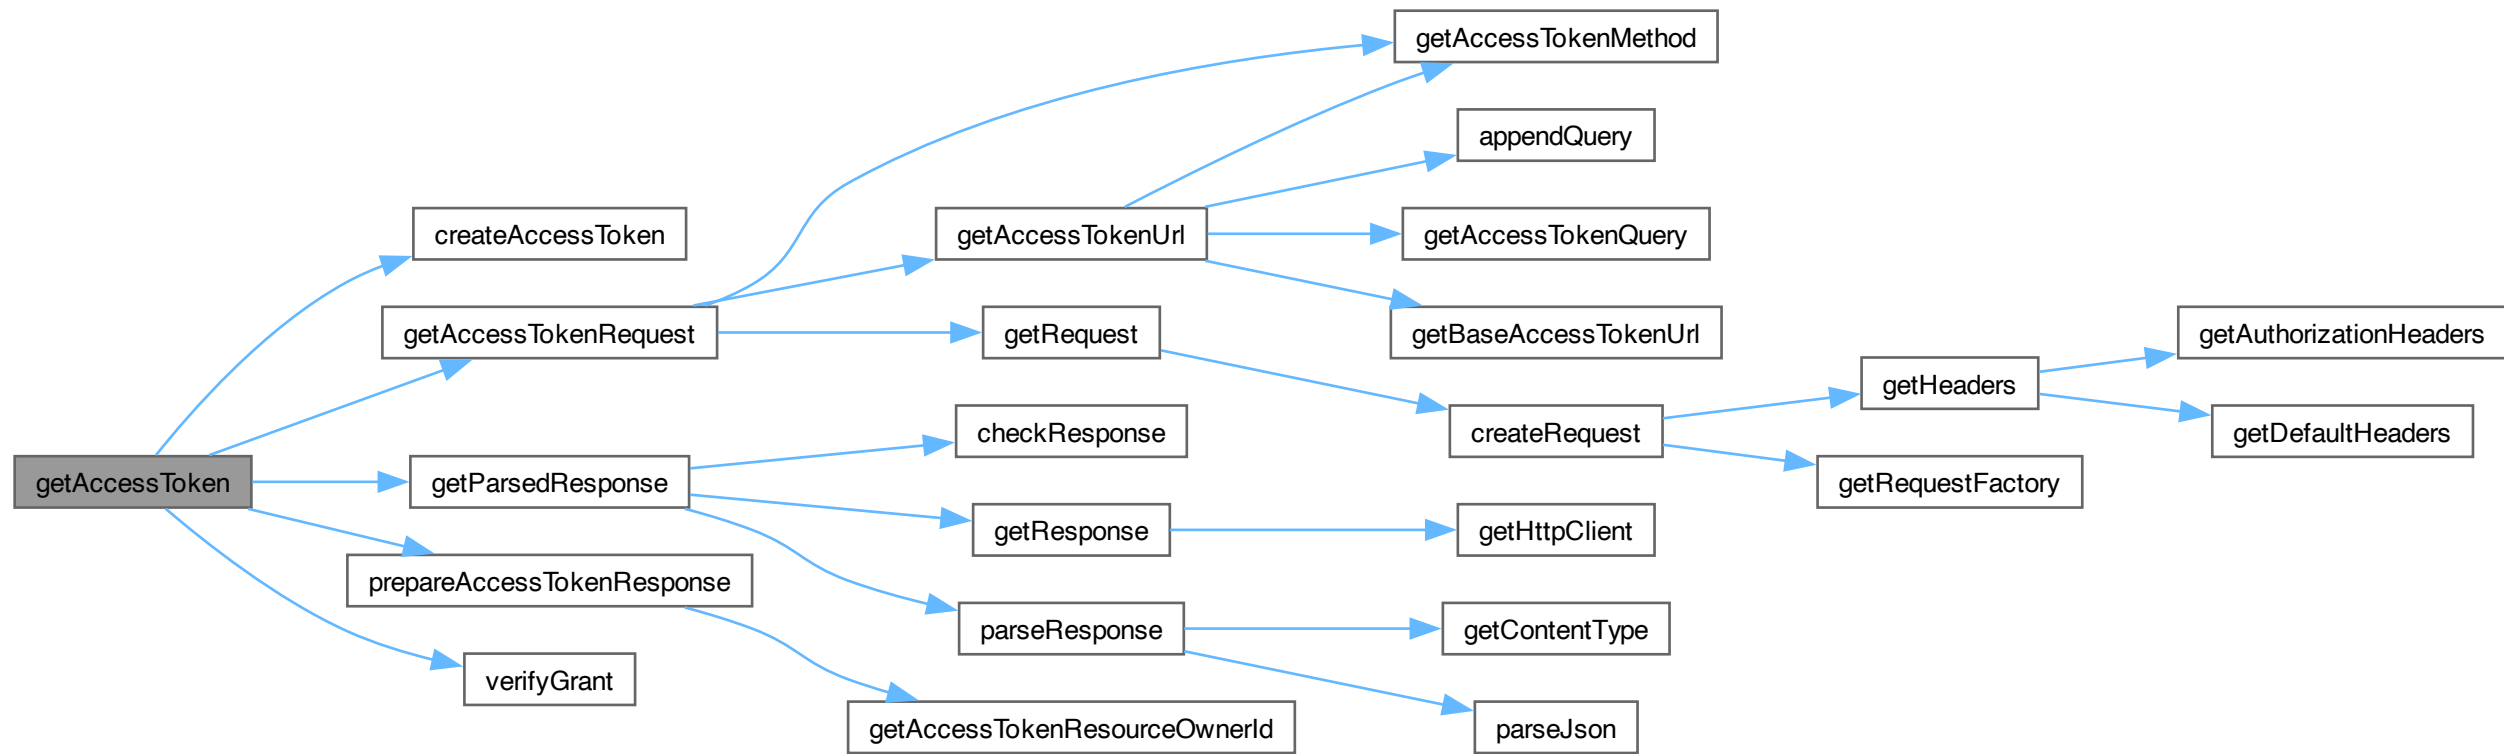 getAccessToken
createAccessToken
getAccessTokenRequest
getParsedResponse
prepareAccessTokenResponse
verifyGrant
getAccessTokenUrl
getRequest
checkResponse
getResponse
parseResponse
getAccessTokenResourceOwnerId
getAccessTokenMethod
appendQuery
getAccessTokenQuery
getBaseAccessTokenUrl
createRequest
getHttpClient
getContentType
parseJson
getHeaders
getRequestFactory
getAuthorizationHeaders
getDefaultHeaders